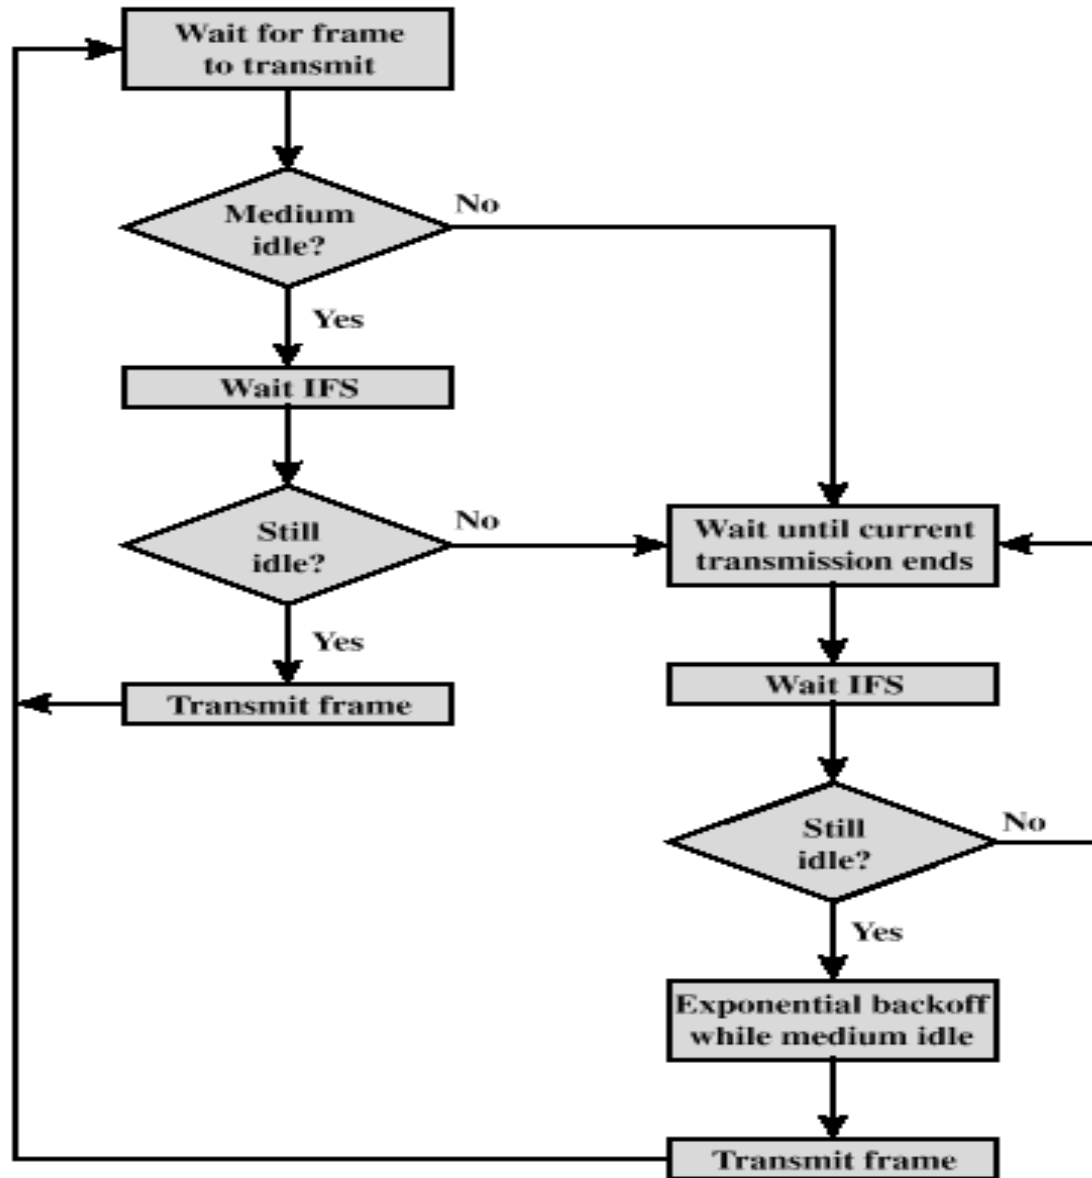 Wait for frame
to transmit
Medium
idle?
No
Yes
Wait IFS
Still
idle?
No
Yes
Transmit frame
Wait until current
transmission ends
Wait IFS
Still
idle?
No
Yes
Exponential backoff
while medium idle
Transmit frame